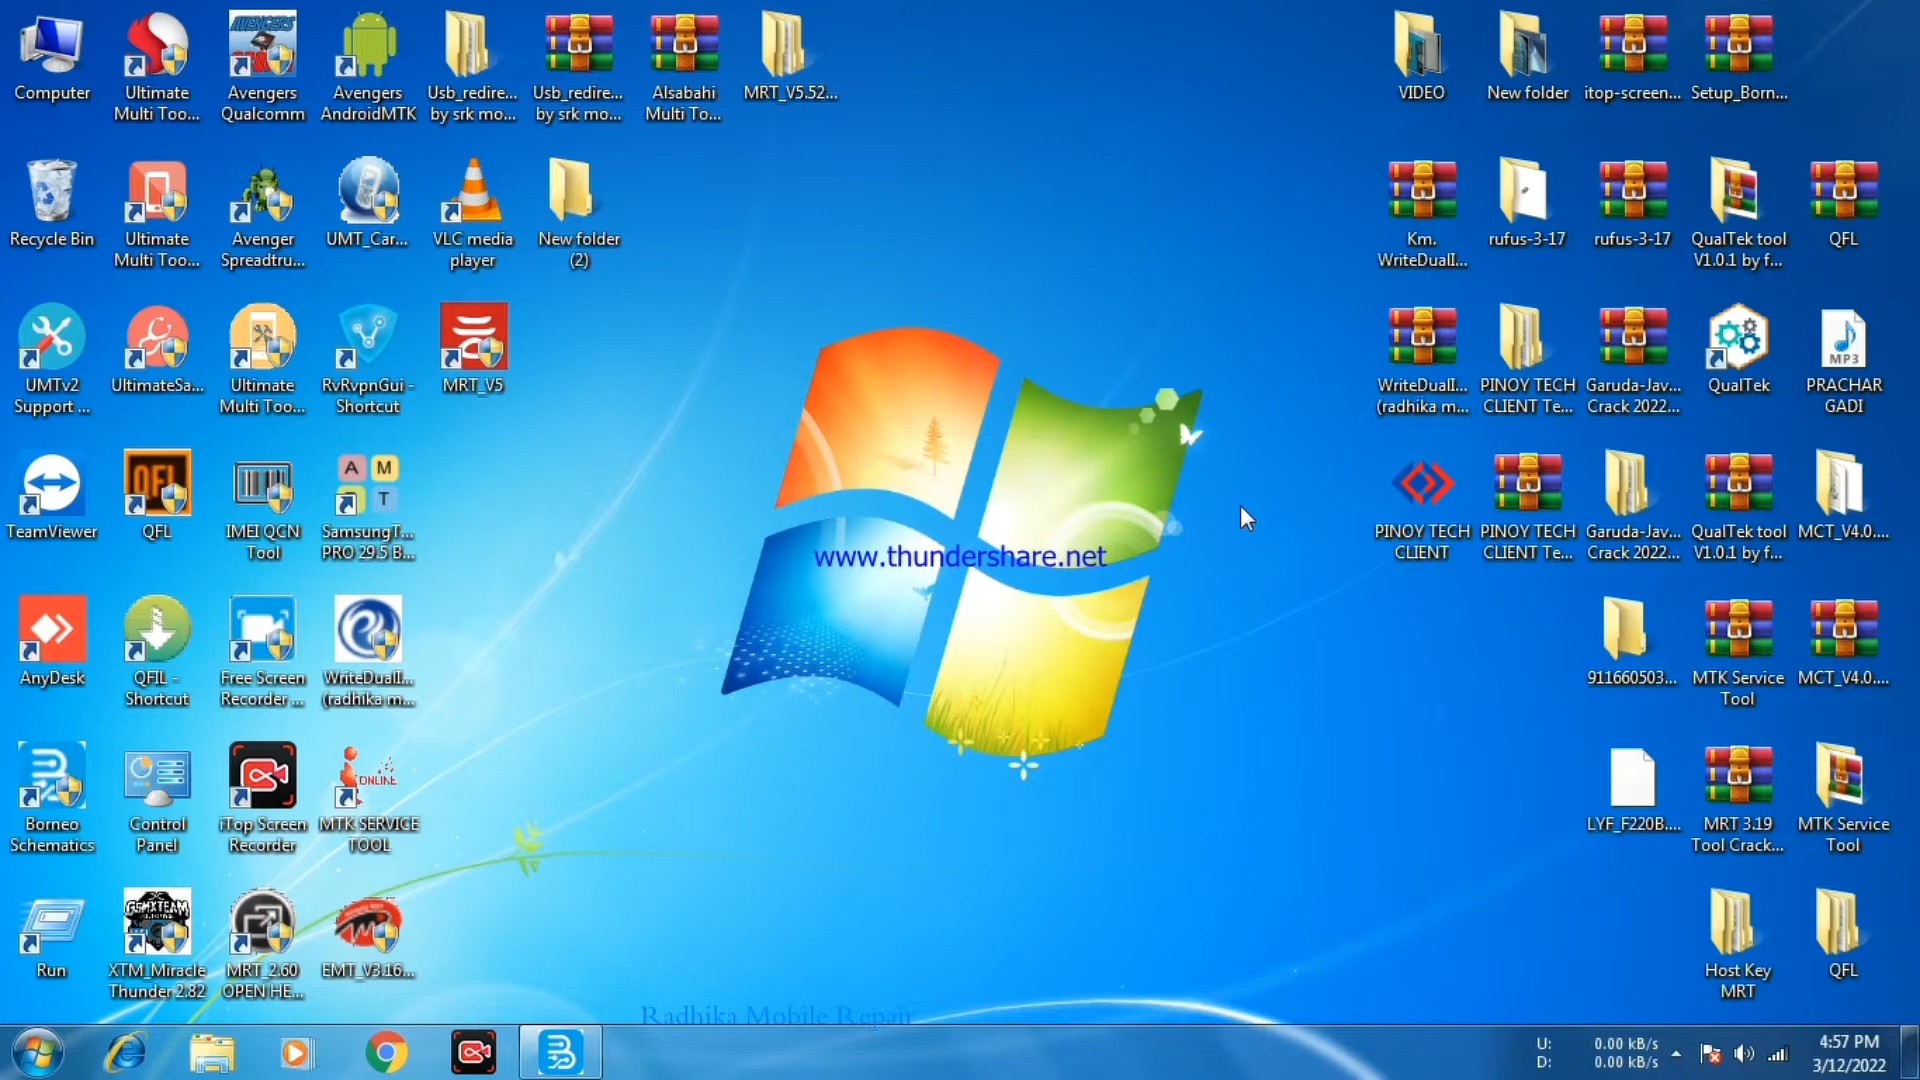 Computer
Ultimate
Multi Too...
AVENGERS
Avengers
Qualcomm
Avengers
AndroidMTK
Usb_redire...
by srk mo...
Usb_redire...
by srk mo...
Alsabahi
Multi To...
MRT_V5.52...
VIDEO
New folder
itop-screen...
Setup_Born...
Recycle Bin
Ultimate
Multi Too...
Avenger
Spreadtru...
UMT_Car...
VLC media
player
New folder
(2)
Km.
WriteDualI...
rufus-3-17
rufus-3-17
QualTek tool
V1.0.1 by f...
QFL
UMTv2
Support ...
UltimateSa...
Ultimate
Multi Too...
RvRvpnGui -
Shortcut
MRT_V5
WriteDualI...
(radhika m...
PINOY TECH
CLIENT Te...
Garuda-Jav...
Crack 2022...
QualTek
MP3
PRACHAR
GADI
TeamViewer
QFL
QFL
IMEI QCN
Tool
A M
T
SamsungT...
PRO 29.5 B...
PINOY TECH
CLIENT
PINOY TECH
CLIENT Te...
Garuda-Jav...
Crack 2022...
QualTek tool
V1.0.1 by f...
MCT_V4.0....
www.thundershare.net
AnyDesk
QFIL -
Shortcut
Free Screen
Recorder ...
WriteDualI...
(radhika m...
911660503...
MTK Service
Tool
MCT_V4.0....
Borneo
Schematics
Control
Panel
iTop Screen
Recorder
ONLINE
MTK SERVICE
TOOL
LYF_F220B....
MRT 3.19
Tool Crack...
MTK Service
Tool
Run
GSMXTEAM
XTM_Miracle
Thunder 2.82
MRT_2.60
OPEN HE...
EMT_V3.16...
Host Key
MRT
QFL
Radhika Mobile Repair
U: 0.00 kB/s
D: 0.00 kB/s
4:57 PM
3/12/2022